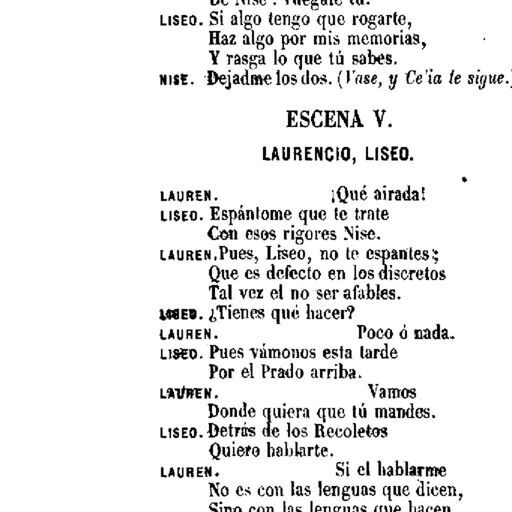 De Nise. Ruégale tú.
LISEO. Si algo tengo que rogarte,
Haz algo por mis memorias,
Y rasga lo que tú sabes.
NISE. Dejadme los dos. (Vase, y Ce'ia te sigue.)
ESCENA V.
LAURENCIO, LISEO.
LAUREN. ¡Qué airada!
LISEO. Espántome que te trate
Con esos rigores Nise.
LAUREN. Pues, Liseo, no te espantes;
Que es defecto en los discretos
Tal vez el no ser afables.
LISEO. ¿Tienes qué hacer?
LAUREN. Poco ó nada.
LISEO. Pues vámonos esta tarde
Por el Prado arriba.
LAUREN. Vamos
Donde quiera que tú mandes.
LISEO. Detrás de los Recoletos
Quiero hablarte.
LAUREN. Si el hablarme
No es con las lenguas que dicen,
Sino con las lenguas que hacen